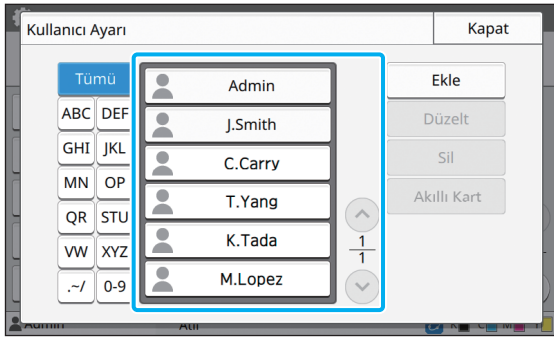 Kullanıcı Ayarı
Kapat
Tümü
ABC DEF
GHI JKL
MN OP
QR STU
VW XYZ
.~/ 0-9
Admin
J.Smith
C.Carry
T.Yang
K.Tada
M.Lopez
1
1
Ekle
Düzelt
Sil
Akıllı Kart
Admin
Atıl
K C M Y